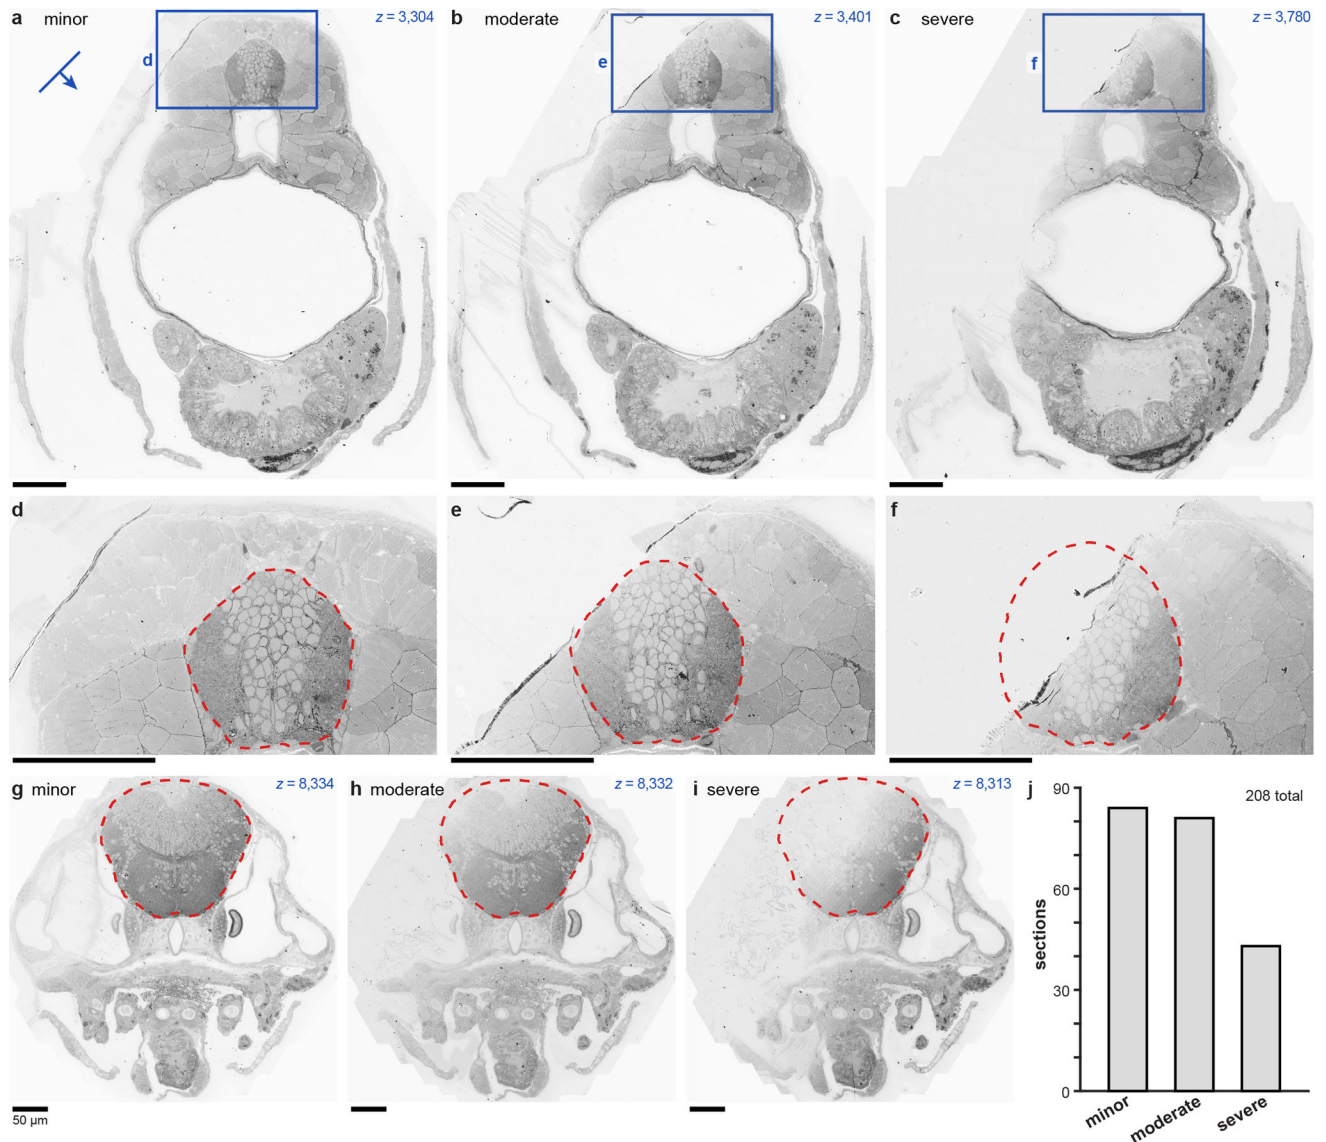 a minor z = 3,304
b moderate z = 3,401
c severe z = 3,780
d
e
f
d
e
f
g minor z = 8,334
h moderate z = 8,332
i severe z = 8,313
50 µm
j
208 total
90
60
30
0
sections
minor
moderate
severe